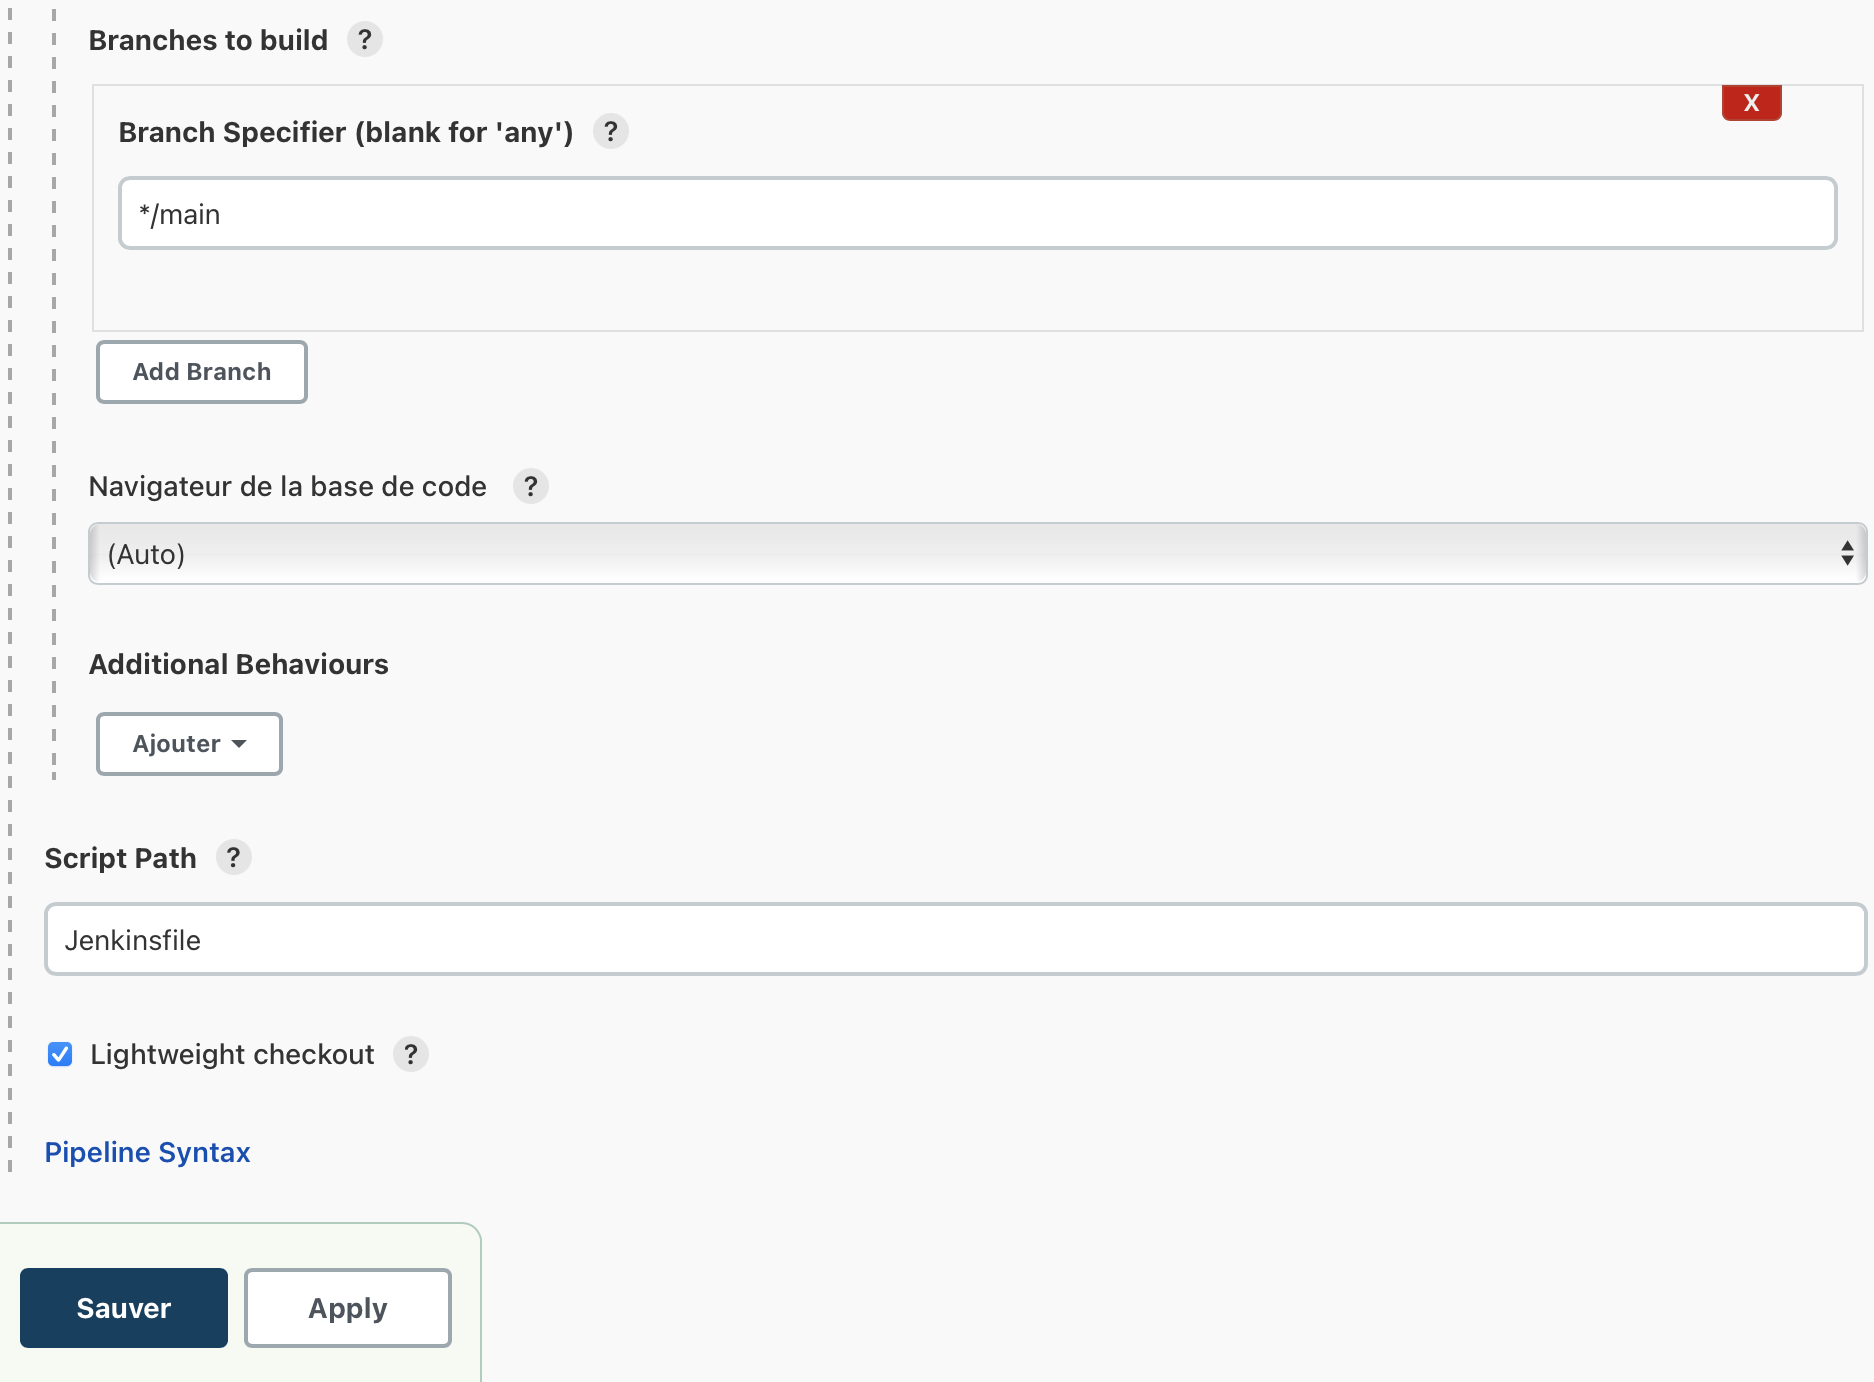 Branches to build ?
X
Branch Specifier (blank for 'any') ?
*/main
Add Branch
Navigateur de la base de code ?
(Auto)
Additional Behaviours
Ajouter
Script Path ?
Jenkinsfile
Lightweight checkout ?
Pipeline Syntax
Sauver Apply